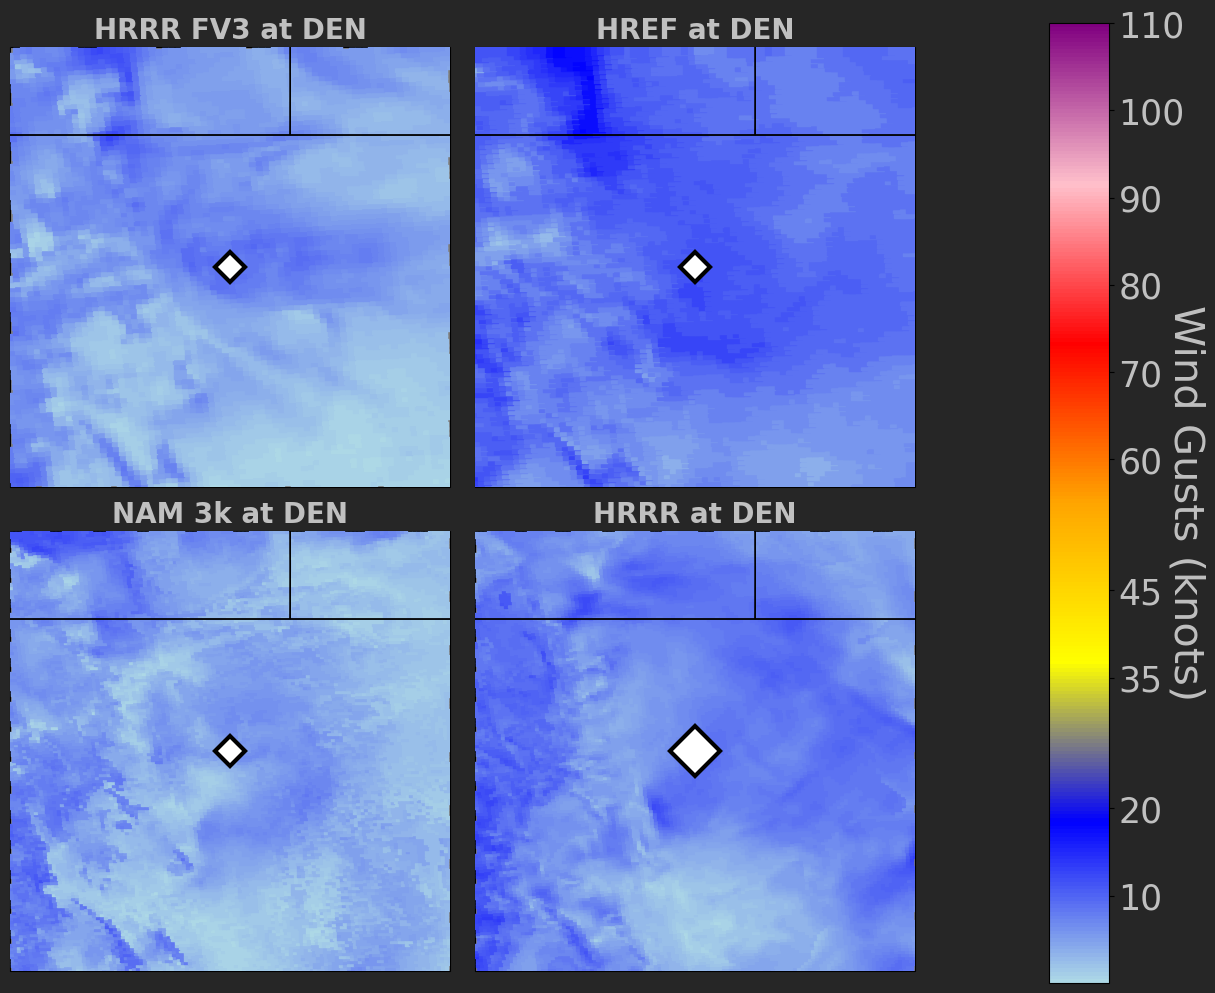 HRRR FV3 at DEN
HREF at DEN
NAM 3k at DEN
HRRR at DEN
110
100
90
80
70
60
45
35
20
10
Wind Gusts (knots)